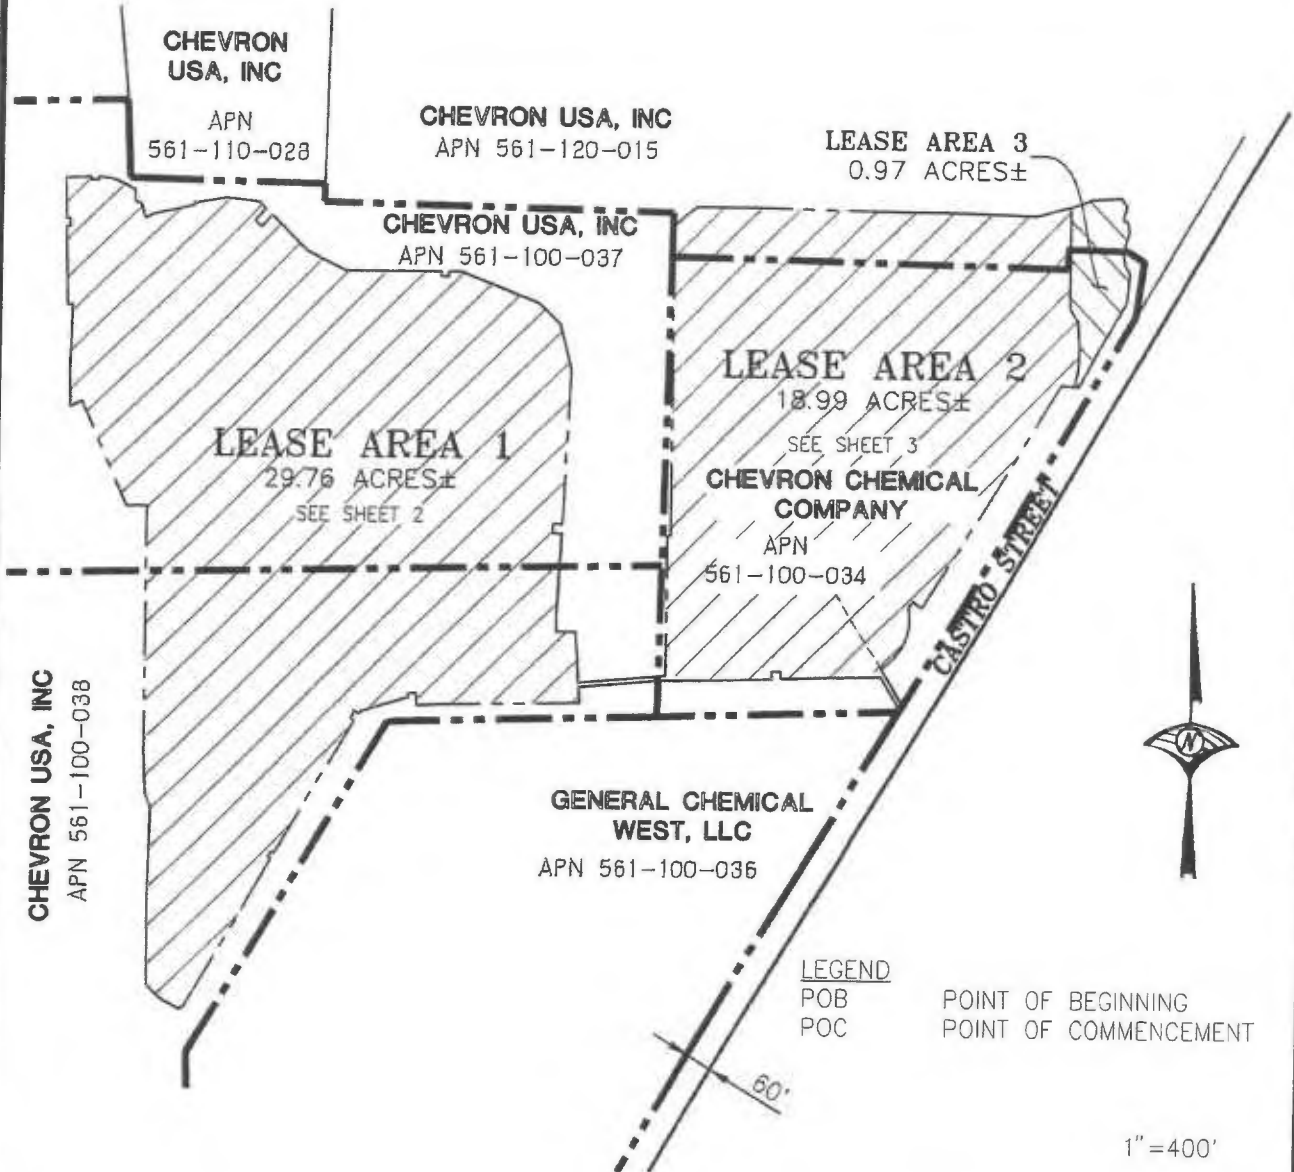 CHEVRON
USA, INC
APN
561-110-028
CHEVRON USA, INC
APN 561-120-015
LEASE AREA 3
0.97 ACRES±
CHEVRON USA, INC
APN 561-100-037
LEASE AREA 2
18.99 ACRES±
SEE SHEET 3
LEASE AREA 1
29.76 ACRES±
SEE SHEET 2
CHEVRON CHEMICAL
COMPANY
APN
561-100-034
CASTRO STREET
CHEVRON USA, INC
APN 561-100-038
N
GENERAL CHEMICAL
WEST, LLC
APN 561-100-036
LEGEND
POB POINT OF BEGINNING
POC POINT OF COMMENCEMENT
60'
1"=400'